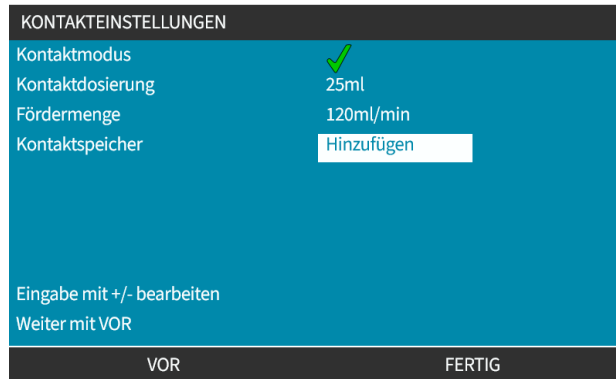 KONTAKTEINSTELLUNGEN
Kontaktmodus
Kontaktdosierung 25ml
Fördermenge 120ml/min
Kontaktspeicher Hinzufügen
Eingabe mit +/- bearbeiten
Weiter mit VOR
VOR FERTIG